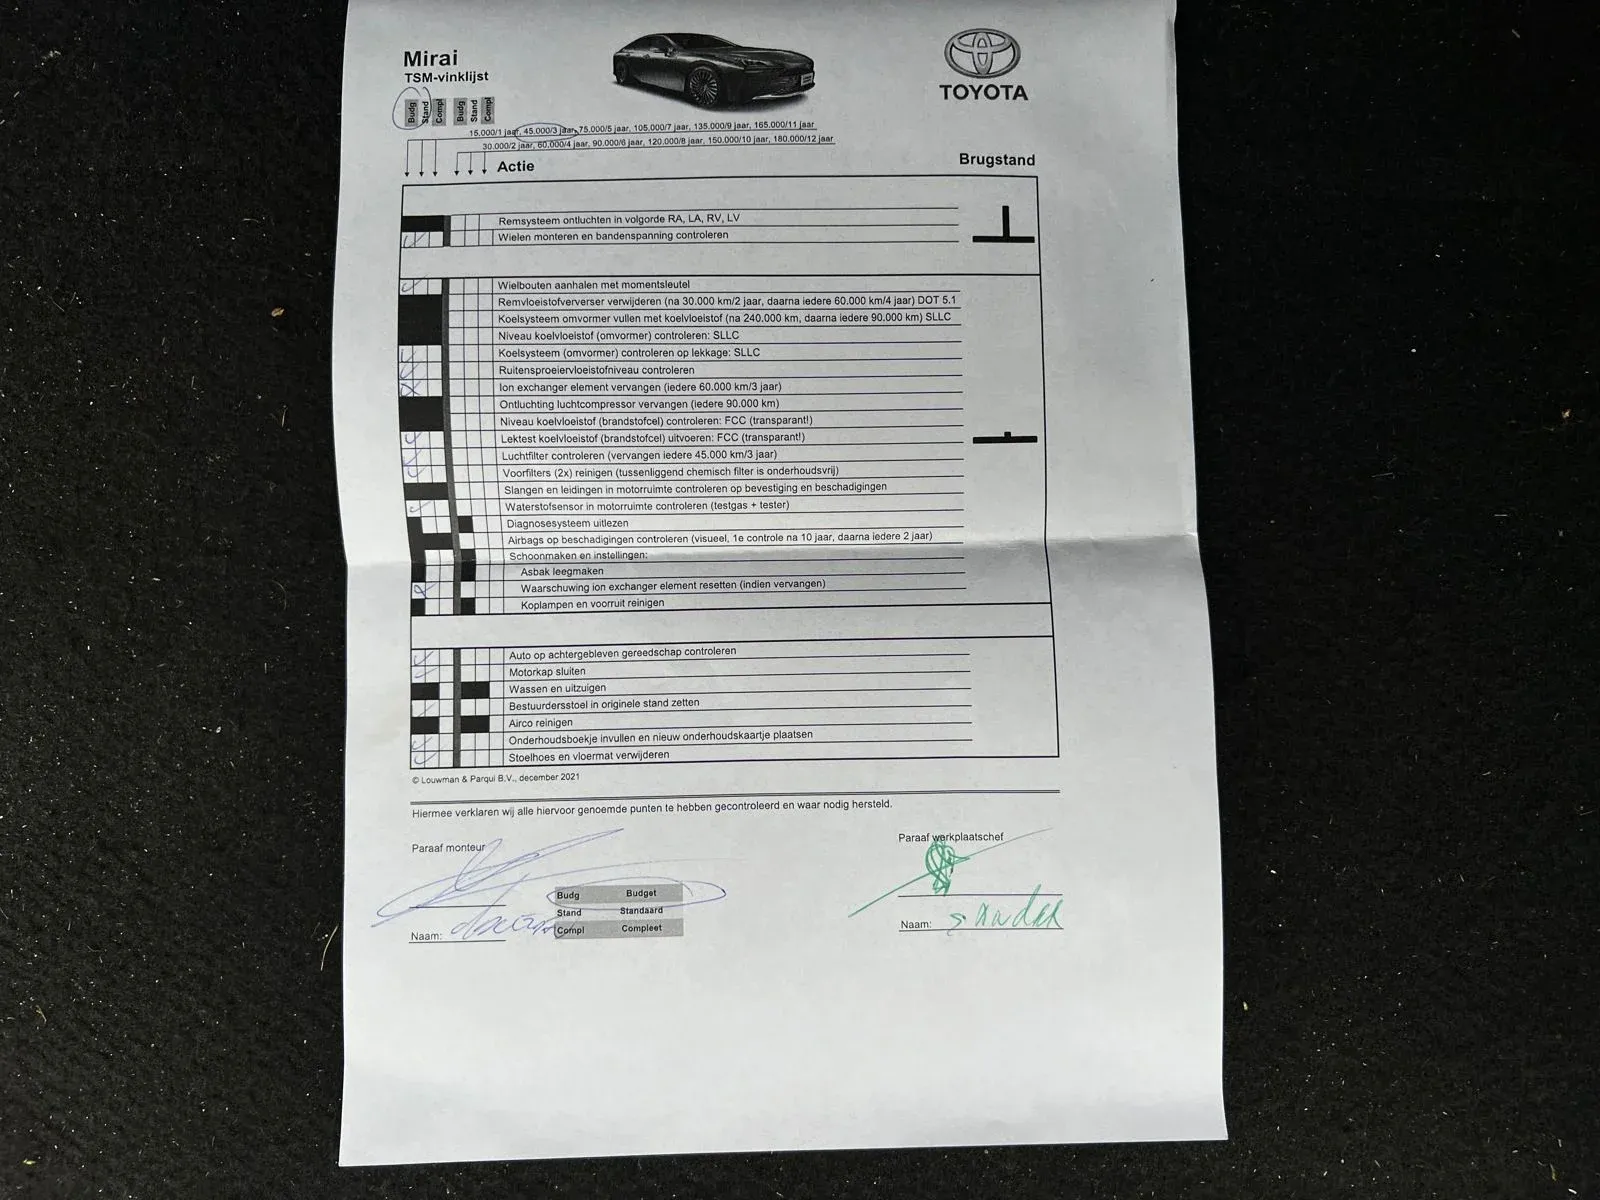 Mirai
TSM-vinklijst
TOYOTA
Budg Stand Compl Budg Stand Compl
15.000/1 jaar, 45.000/3 jaar, 75.000/5 jaar, 105.000/7 jaar, 135.000/9 jaar, 165.000/11 jaar
30.000/2 jaar, 60.000/4 jaar, 90.000/6 jaar, 120.000/8 jaar, 150.000/10 jaar, 180.000/12 jaar
Actie Brugstand
Remsysteem ontluchten in volgorde RA, LA, RV, LV
Wielen monteren en bandenspanning controleren
Wielbouten aanhalen met momentsleutel
Remvloeistofververser verwijderen (na 30.000 km/2 jaar, daarna iedere 60.000 km/4 jaar) DOT 5.1
Koelsysteem omvormer vullen met koelvloeistof (na 240.000 km, daarna iedere 90.000 km) SLLC
Niveau koelvloeistof (omvormer) controleren: SLLC
Koelsysteem (omvormer) controleren op lekkage: SLLC
Ruitensproeiervloeistofniveau controleren
Ion exchanger element vervangen (iedere 60.000 km/3 jaar)
Ontluchting luchtcompressor vervangen (iedere 90.000 km)
Niveau koelvloeistof (brandstofcel) controleren: FCC (transparant!)
Lektest koelvloeistof (brandstofcel) uitvoeren: FCC (transparant!)
Luchtfilter controleren (vervangen iedere 45.000 km/3 jaar)
Voorfilters (2x) reinigen (tussenliggend chemisch filter is onderhoudsvrij)
Slangen en leidingen in motorruimte controleren op bevestiging en beschadigingen
Waterstofsensor in motorruimte controleren (testgas + tester)
Diagnosesysteem uitlezen
Airbags op beschadigingen controleren (visueel, 1e controle na 10 jaar, daarna iedere 2 jaar)
Schoonmaken en instellingen:
Asbak leegmaken
Waarschuwing ion exchanger element resetten (indien vervangen)
Koplampen en voorruit reinigen
Auto op achtergebleven gereedschap controleren
Motorkap sluiten
Wassen en uitzuigen
Bestuurdersstoel in originele stand zetten
Airco reinigen
Onderhoudsboekje invullen en nieuw onderhoudskaartje plaatsen
Stoelhoes en vloermat verwijderen
© Louwman & Parqui B.V., december 2021
Hiermee verklaren wij alle hiervoor genoemde punten te hebben gecontroleerd en waar nodig hersteld.
Paraaf monteur
Paraaf werkplaatschef
Budg Budget
Stand Standaard
Compl Compleet
Naam:
Naam: Sander